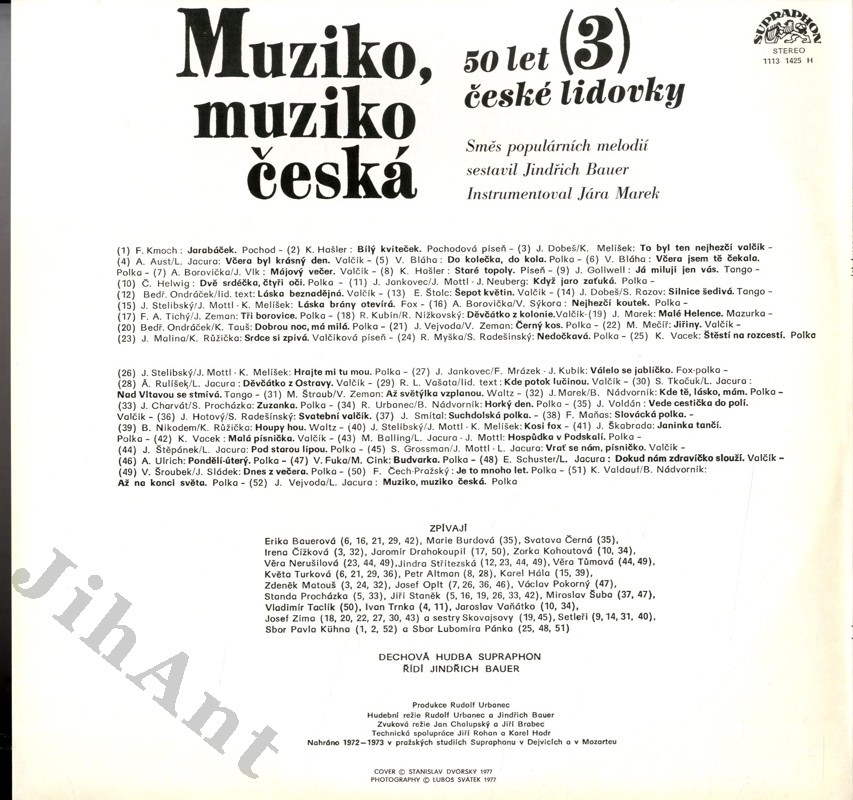 Muziko,
muziko
česká
50 let (3)
české lidovky
SUPRAPHON
STEREO
1113 1425 H
Směs populárních melodií
sestavil Jindřich Bauer
Instrumentoval Jára Marek
(1) F. Kmoch: Jarabáček. Pochod – (2) K. Hašler: Bílý kvíteček. Pochodová píseň – (3) J. Dobeš/K. Melíšek: To byl ten nejhezčí valčík –
(4) A. Aust/L. Jacura: Včera byl krásný den. Valčík – (5) V. Bláha: Do kolečka, do kola. Polka – (6) V. Bláha: Včera jsem tě čekala.
Polka – (7) A. Borovička/J. Vlk: Májový večer. Valčík – (8) K. Hašler: Staré topoly. Píseň – (9) J. Gollwell: Já miluji jen vás. Tango –
(10) Č. Helwig: Dvě srdéčka, čtyři oči. Polka – (11) J. Jankovec/J. Mottl - J. Neuberg: Když jaro zaťuká. Polka –
(12) Bedř. Ondráček/lid. text: Láska beznadějná. Valčík – (13) E. Štolc: Šepot květin. Valčík – (14) J. Dobeš/S. Rázov: Silnice šedivá. Tango –
(15) J. Stelibský/J. Mottl - K. Melíšek: Láska brány otevírá. Fox – (16) A. Borovička/V. Sýkora: Nejhezčí koutek. Polka –
(17) F. A. Tichý/J. Zeman: Tři borovice. Polka – (18) R. Kubín/R. Nížkovský: Děvčátko z kolonie. Valčík- (19) J. Marek: Malé Helence. Mazurka –
(20) Bedř. Ondráček/K. Tauš: Dobrou noc, má milá. Polka – (21) J. Vejvoda/V. Zeman: Černý kos. Polka – (22) M. Mečíř: Jiřiny. Valčík –
(23) J. Malina/K. Růžička: Srdce si zpívá. Valčíková píseň – (24) R. Myška/S. Radešínský: Nedočkavá. Polka – (25) K. Vacek: Štěstí na rozcestí. Polka
(26) J. Stelibský/J. Mottl - K. Melíšek: Hrajte mi tu mou. Polka – (27) J. Jankovec/F. Mrázek - J. Kubík: Válelo se jablíčko. Fox-polka –
(28) A. Rulíšek/L. Jacura: Děvčátko z Ostravy. Valčík – (29) R. L. Vašata/lid. text: Kde potok lučinou. Valčík – (30) S. Tkačuk/L. Jacura:
Nad Vltavou se stmívá. Tango – (31) M. Štraub/V. Zeman: Až světýlka vzplanou. Waltz – (32) J. Marek/B. Nádvorník: Kde tě, lásko, mám. Polka –
(33) J. Charvát/S. Procházka: Zuzanka. Polka – (34) R. Urbanec/B. Nádvorník: Horký den. Polka – (35) J. Voldán: Vede cestička do polí.
Valčík – (36) J. Hotový/S. Radešínský: Svatební valčík. (37) J. Smital: Suchdolská polka. – (38) F. Maňas: Slovácká polka. –
(39) B. Nikodem/K. Růžička: Houpy hou. Waltz – (40) J. Stelibský/J. Mottl - K. Melíšek: Kosí fox – (41) J. Škabrada: Janinka tančí.
Polka – (42) K. Vacek: Malá písnička. Valčík – (43) M. Balling/L. Jacura - J. Mottl: Hospůdka v Podskalí. Polka –
(44) J. Štěpánek/L. Jacura: Pod starou lípou. Polka – (45) S. Grossman/J. Mottl - L. Jacura: Vrať se nám, písničko. Valčík –
(46) A. Ulrich: Pondělí-úterý. Polka – (47) V. Fuka/M. Cink: Budvarka. Polka – (48) E. Schuster/L. Jacura: Dokud nám zdravíčko slouží. Valčík –
(49) V. Šroubek/J. Sládek: Dnes z večera. Polka – (50) F. Čech-Pražský: Je to mnoho let. Polka – (51) K. Valdauf/B. Nádvorník:
Až na konci světa. Polka – (52) J. Vejvoda/L. Jacura: Muziko, muziko česká. Polka
ZPÍVAJÍ
Erika Bauerová (6, 16, 21, 29, 42), Marie Burdová (35), Svatava Černá (35),
Irena Čížková (3, 32), Jaromír Drahokoupil (17, 50), Zorka Kohoutová (10, 34),
Věra Nerušilová (23, 44, 49), Jindra Střítezská (12, 23, 44, 49), Věra Tůmová (44, 49),
Květa Turková (6, 21, 29, 36), Petr Altman (8, 28), Karel Hála (15, 39),
Zdeněk Matouš (3, 24, 32), Josef Oplt (7, 26, 36, 46), Václav Pokorný (47),
Standa Procházka (5, 33), Jiří Staněk (5, 16, 19, 26, 33, 42), Miroslav Šuba (37, 47),
Vladimír Taclík (50), Ivan Trnka (4, 11), Jaroslav Vaňátko (10, 34),
Josef Zíma (18, 20, 22, 27, 30, 43) a sestry Skovajsovy (19, 45), Setleři (9, 14, 31, 40),
Sbor Pavla Kühna (1, 2, 52) a Sbor Lubomíra Pánka (25, 48, 51)
DECHOVÁ HUDBA SUPRAPHON
ŘÍDÍ JINDŘICH BAUER
Produkce Rudolf Urbanec
Hudební režie Rudolf Urbanec a Jindřich Bauer
Zvuková režie Jan Chalupský a Jiří Brabec
Technická spolupráce Jiří Rohan a Karel Hodr
Nahráno 1972–1973 v pražských studiích Supraphonu v Dejvicích a v Mozarteu
COVER © STANISLAV DVORSKÝ 1977
PHOTOGRAPHY © LUBOŠ SVÁTEK 1977
JihAnt